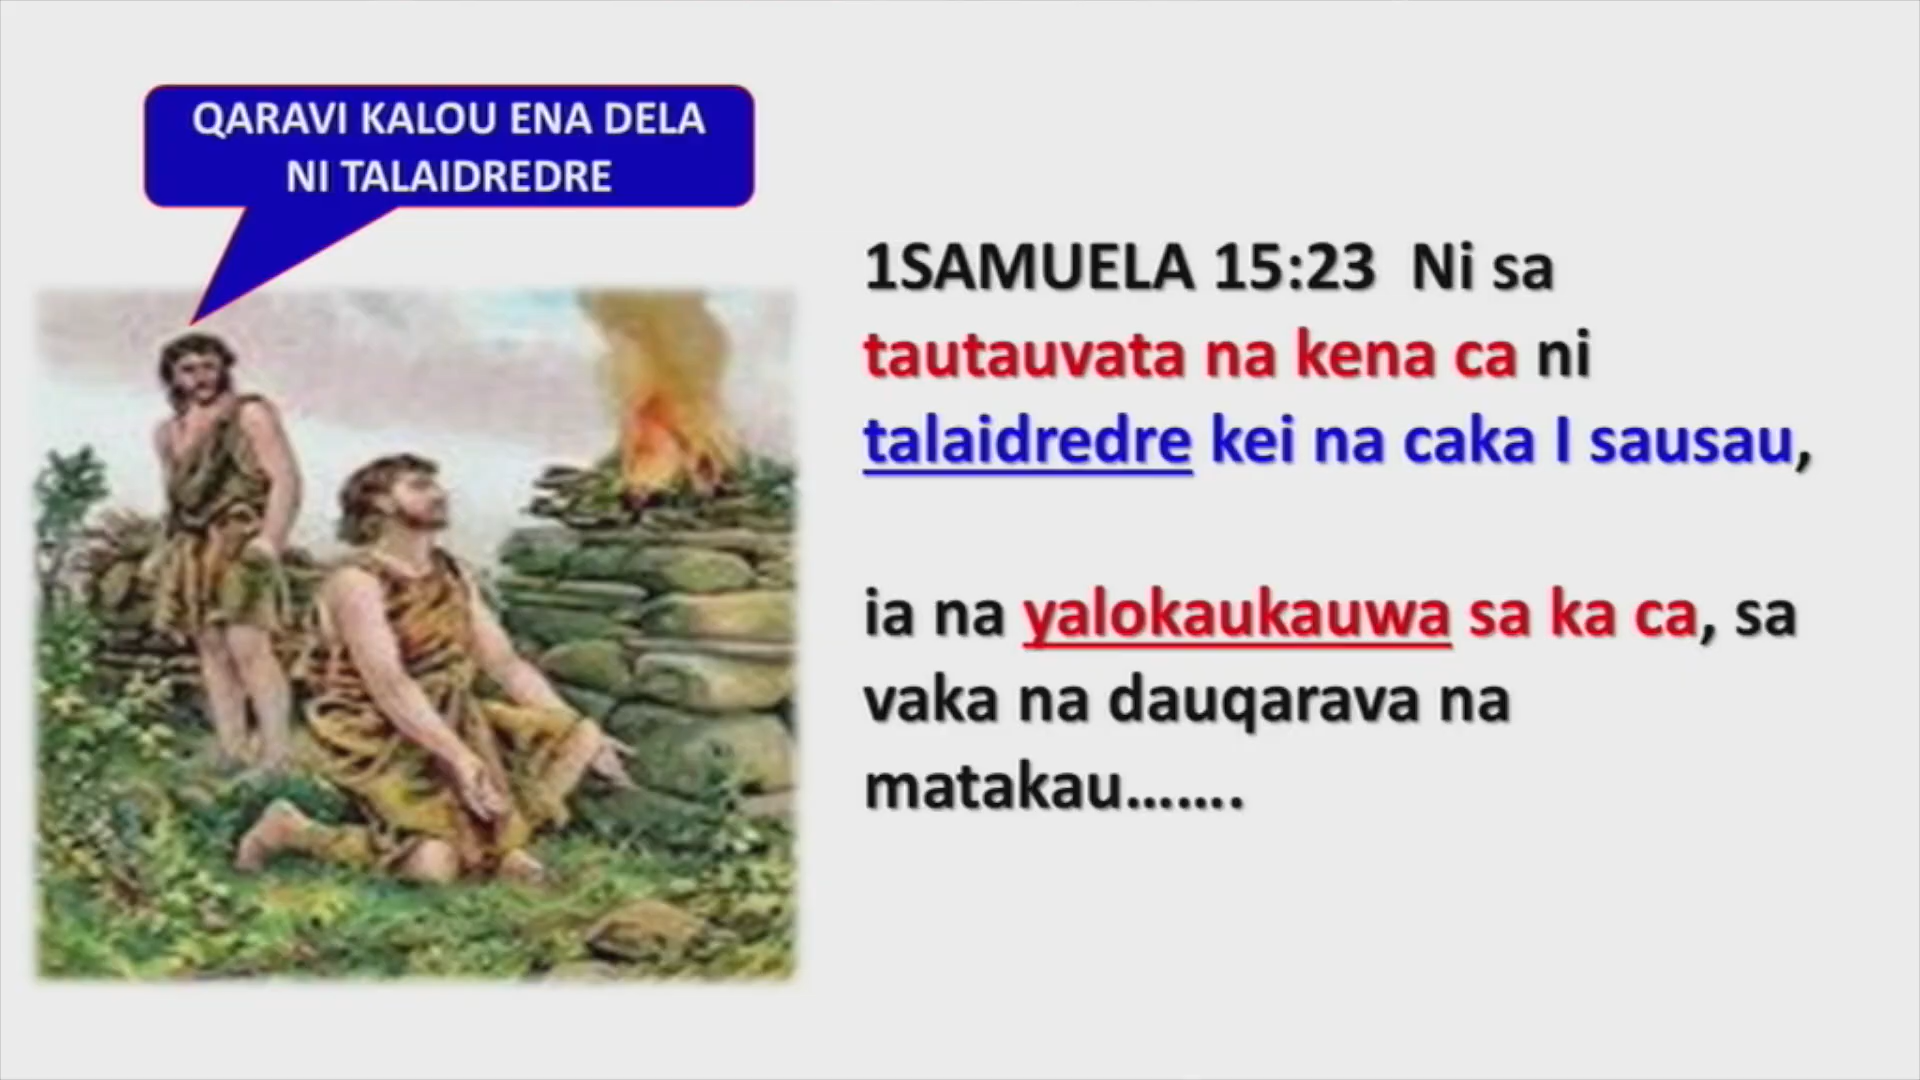 QARAVI KALOU ENA DELA
NI TALAIDREDRE
1SAMUELA 15:23 Ni sa
tautauvata na kena ca ni
talaidredre kei na caka I sausau,
ia na yalokaukauwa sa ka ca, sa
vaka na dauqarava na
matakau…….